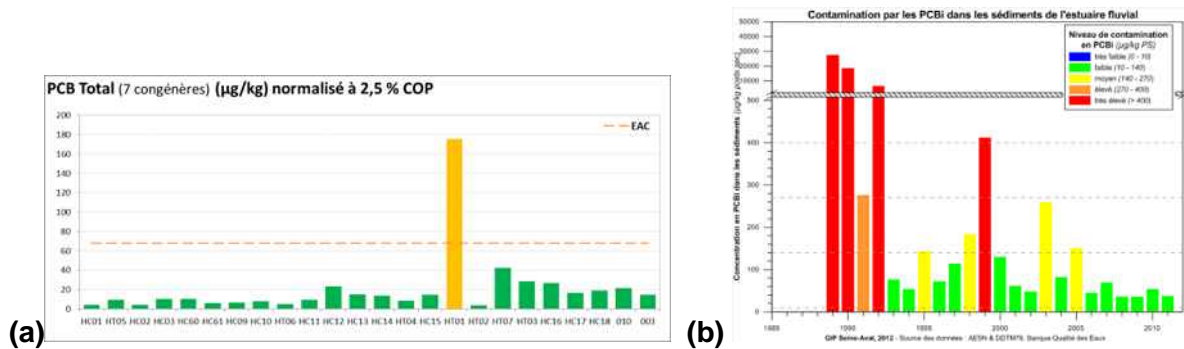 PCB Total (7 congénères) (µg/kg) normalisé à 2,5 % COP
200
180
160
140
120
100
80
60
40
20
0
EAC
HC01 HT05 HC02 HC03 HC60 HC61 HC09 HC10 HT06 HC11 HC12 HC13 HC14 HT04 HC15 HT01 HT02 HT07 HT03 HC16 HC17 HC18 010 003
(a)
Contamination par les PCBi dans les sédiments de l'estuaire fluvial
Niveau de contamination
en PCBi (µg/kg PS)
très faible (0 - 10)
faible (10 - 140)
moyen (140 - 270)
élevé (270 - 400)
très élevé (> 400)
Concentration en PCBi dans les sédiments (µg/kg poids sec)
50000
40000
30000
20000
10000
400
300
200
100
0
1985 1990 1995 2000 2005 2010
GIP Seine-Aval, 2012 - Source des données : AESN & DDTM76, Banque Qualité des Eaux
(b)